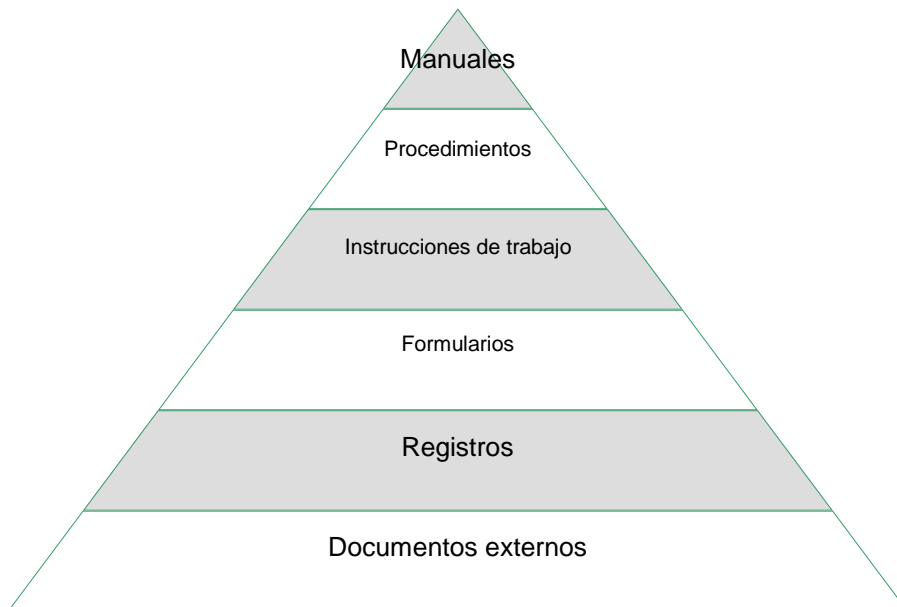 Manuales
Procedimientos
Instrucciones de trabajo
Formularios
Registros
Documentos externos